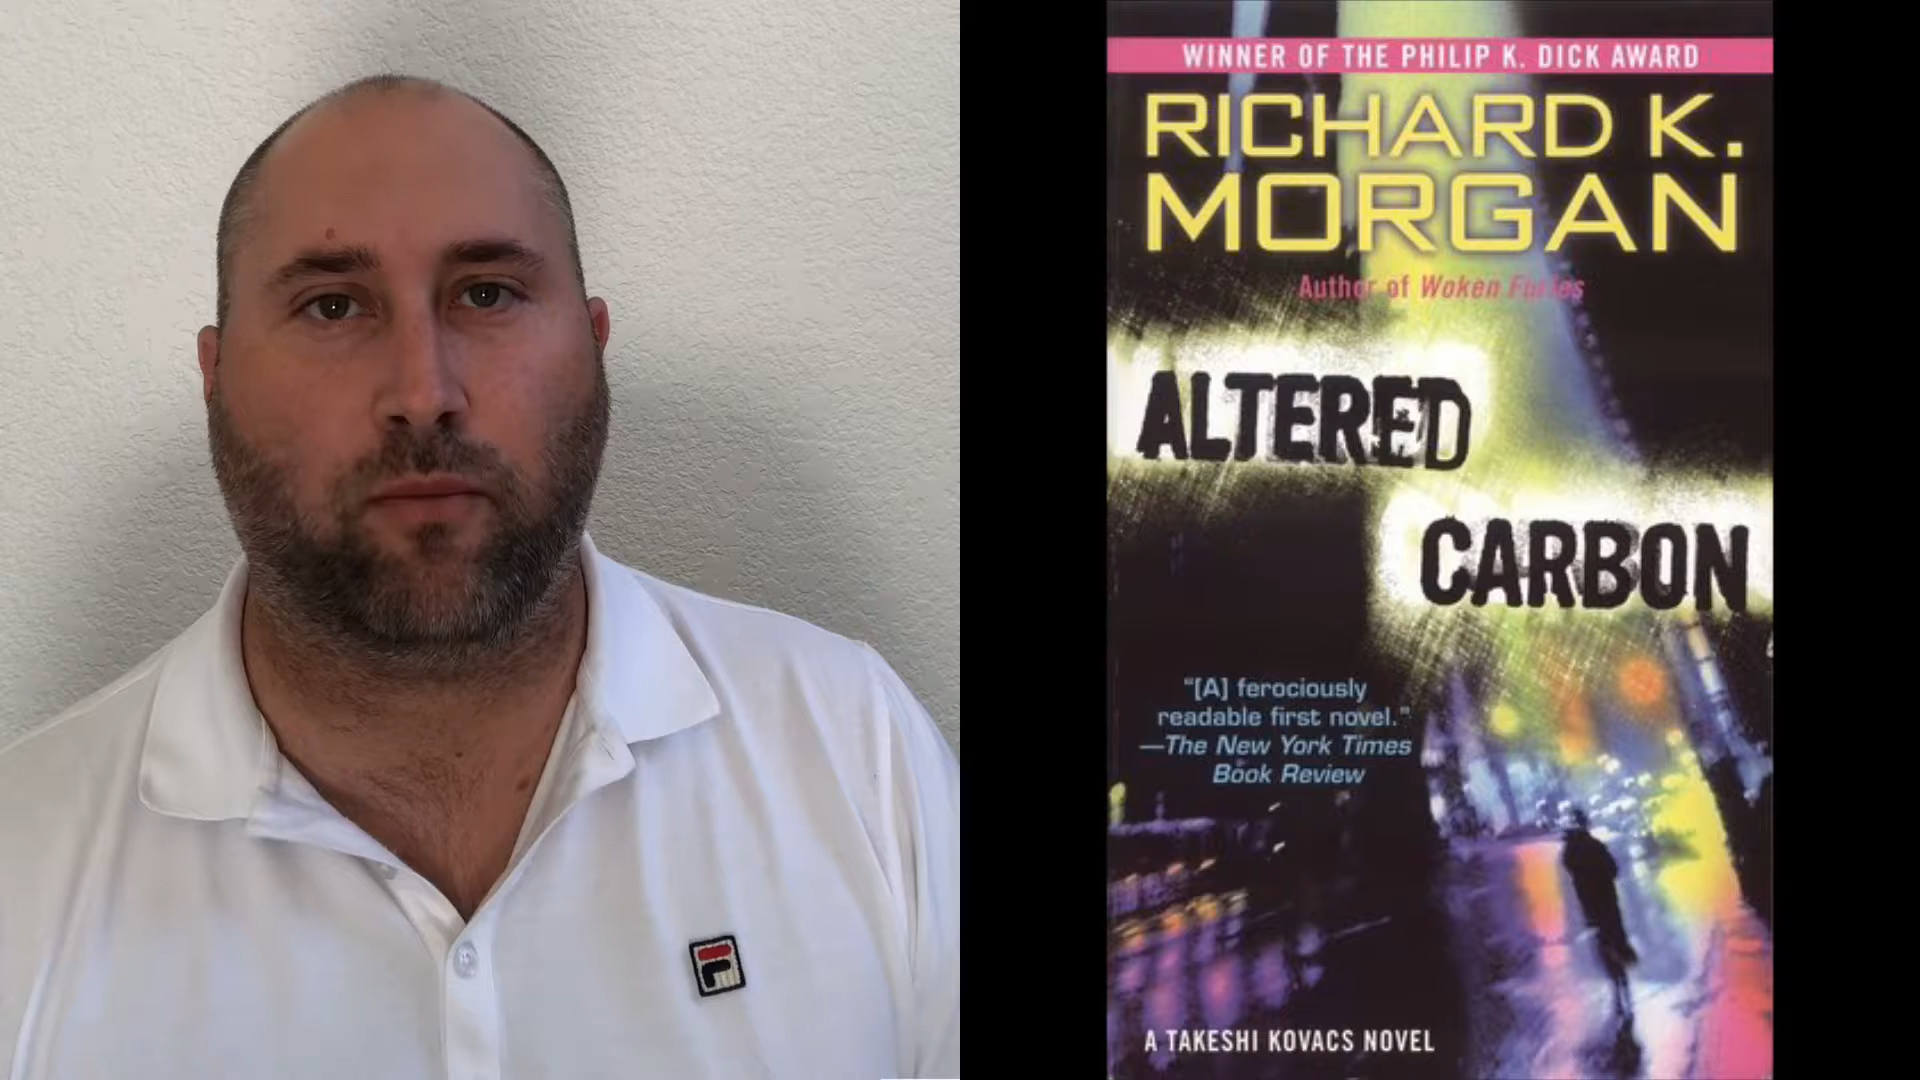 WINNER OF THE PHILIP K. DICK AWARD
RICHARD K.
MORGAN
Author of Woken Furies
ALTERED
CARBON
“[A] ferociously
readable first novel.”
—The New York Times
Book Review
A TAKESHI KOVACS NOVEL